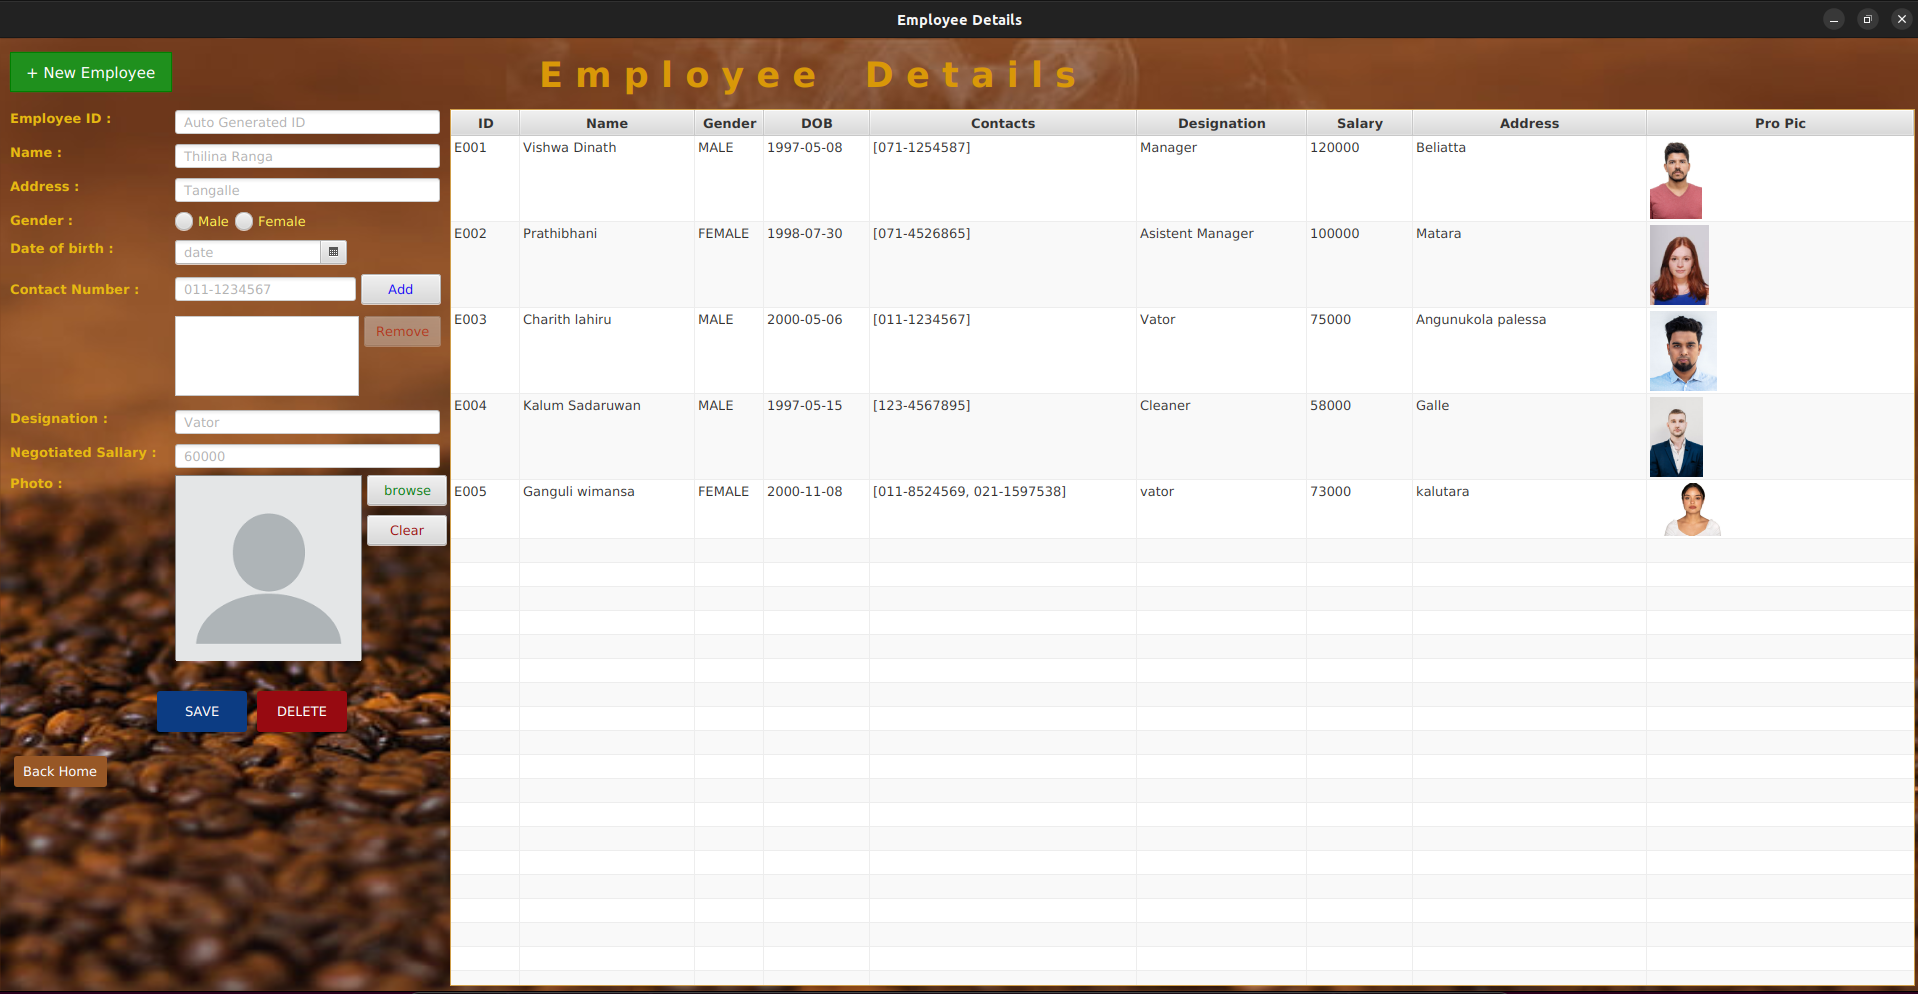 Employee Details
+ New Employee
Employee Details
Employee ID :
Auto Generated ID
Name :
Thilina Ranga
Address :
Tangalle
Gender :
Male
Female
Date of birth :
date
Contact Number :
011-1234567
Add
Remove
Designation :
Vator
Negotiated Sallary :
60000
Photo :
browse
Clear
SAVE
DELETE
Back Home
ID Name Gender DOB Contacts Designation Salary Address Pro Pic
E001 Vishwa Dinath MALE 1997-05-08 [071-1254587] Manager 120000 Beliatta
E002 Prathibhani FEMALE 1998-07-30 [071-4526865] Asistent Manager 100000 Matara
E003 Charith lahiru MALE 2000-05-06 [011-1234567] Vator 75000 Angunukola palessa
E004 Kalum Sadaruwan MALE 1997-05-15 [123-4567895] Cleaner 58000 Galle
E005 Ganguli wimansa FEMALE 2000-11-08 [011-8524569, 021-1597538] vator 73000 kalutara